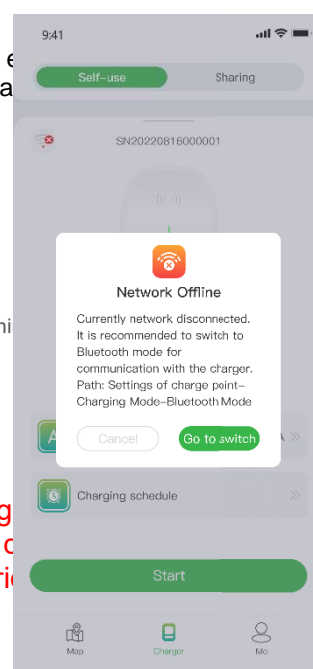 9:41
Self-use
Sharing
SN20220816000001
Network Offline
Currently network disconnected.
It is recommended to switch to
Bluetooth mode for
communication with the charger.
Path: Settings of charge point-
Charging Mode-Bluetooth Mode
Cancel
Go to switch
A
Charging schedule
Start
Map
Charger
Me